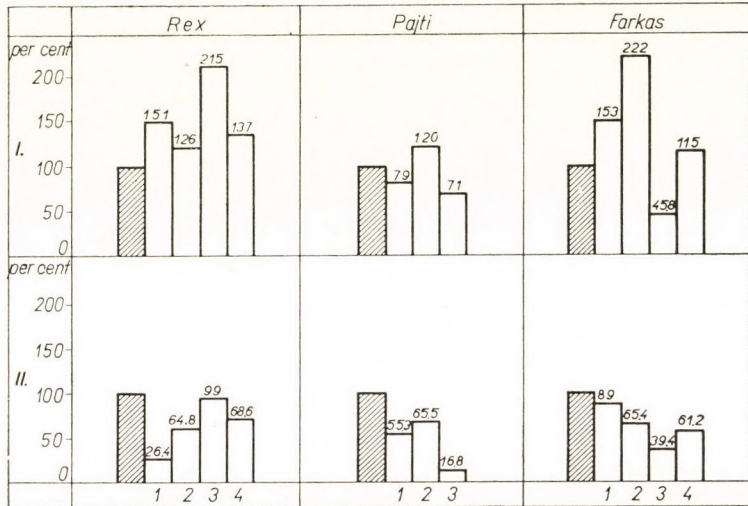 Rex Pajti Farkas
per cent
200
150
100
50
0
I.
151 126 215 137
79 120 71
153 222 45,8 115
per cent
200
150
100
50
0
II.
26,4 64,8 99 68,6
55,3 65,5 16,8
89 65,4 39,4 61,2
1 2 3 4 1 2 3 1 2 3 4